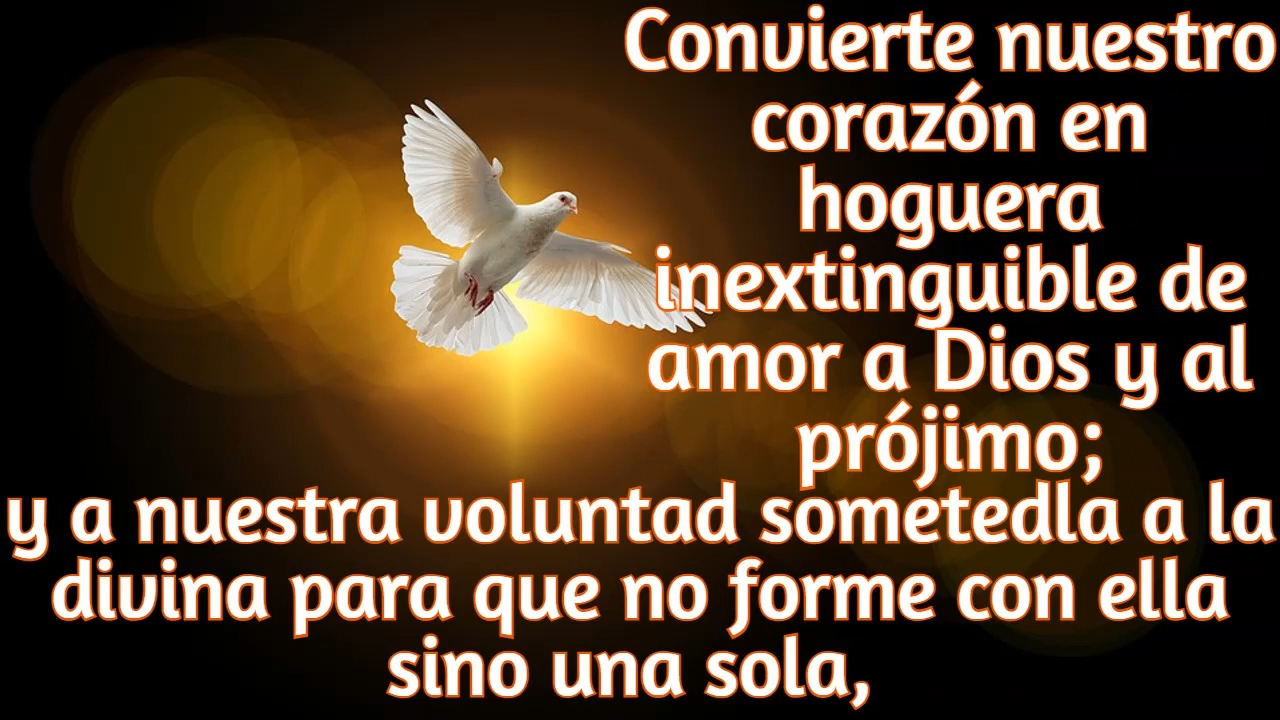 Convierte nuestro
corazón en
hoguera
inextinguible de
amor a Dios y al
prójimo;
y a nuestra voluntad sometedla a la
divina para que no forme con ella
sino una sola,